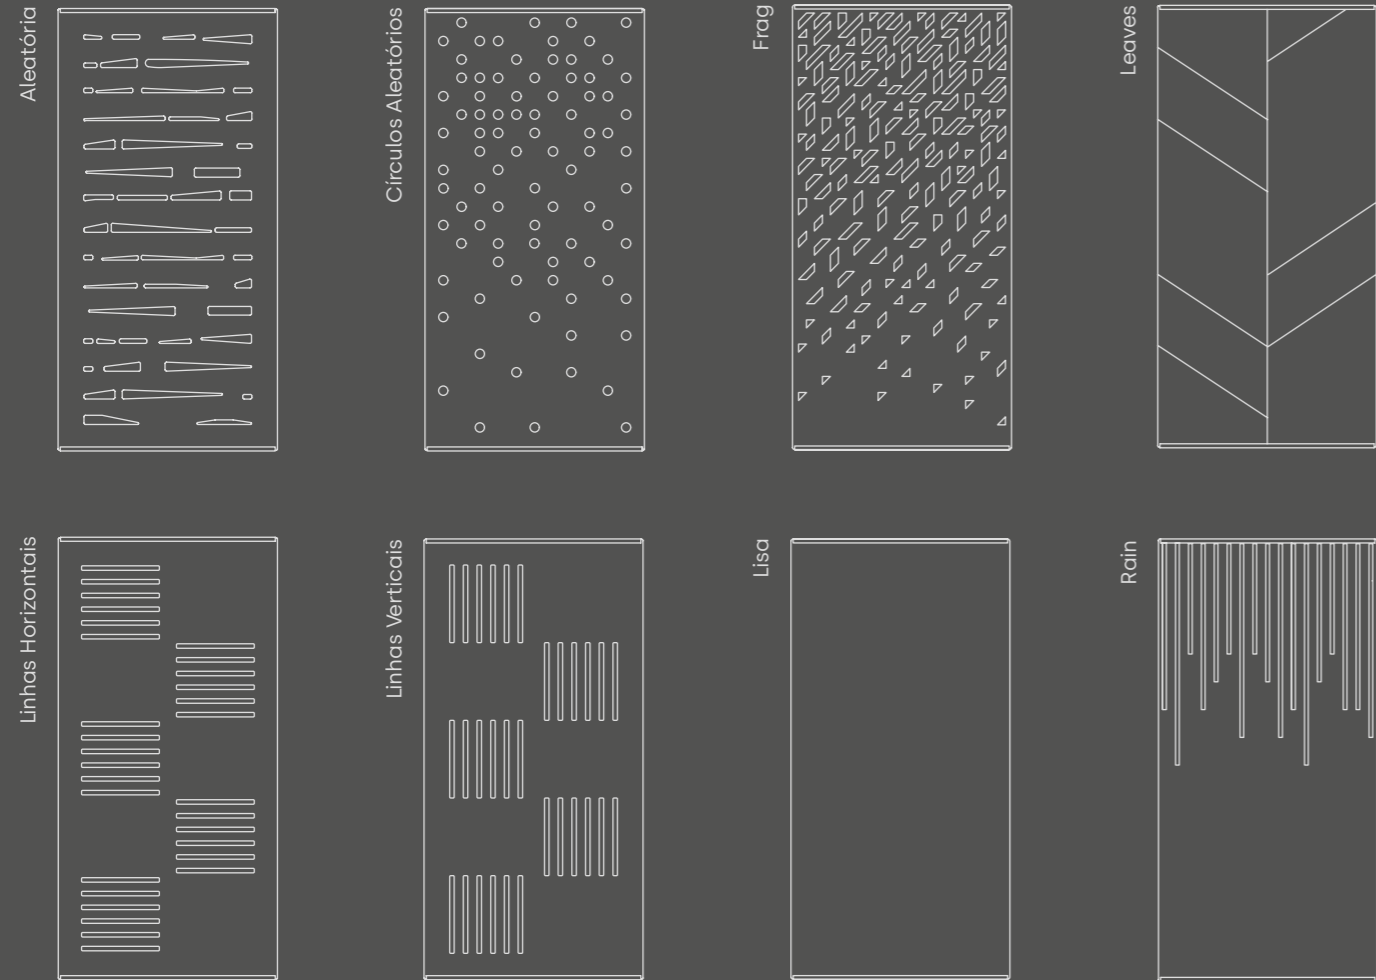 Aleatória
Círculos Aleatórios
Frag
Leaves
Linhas Horizontais
Linhas Verticais
Lisa
Rain